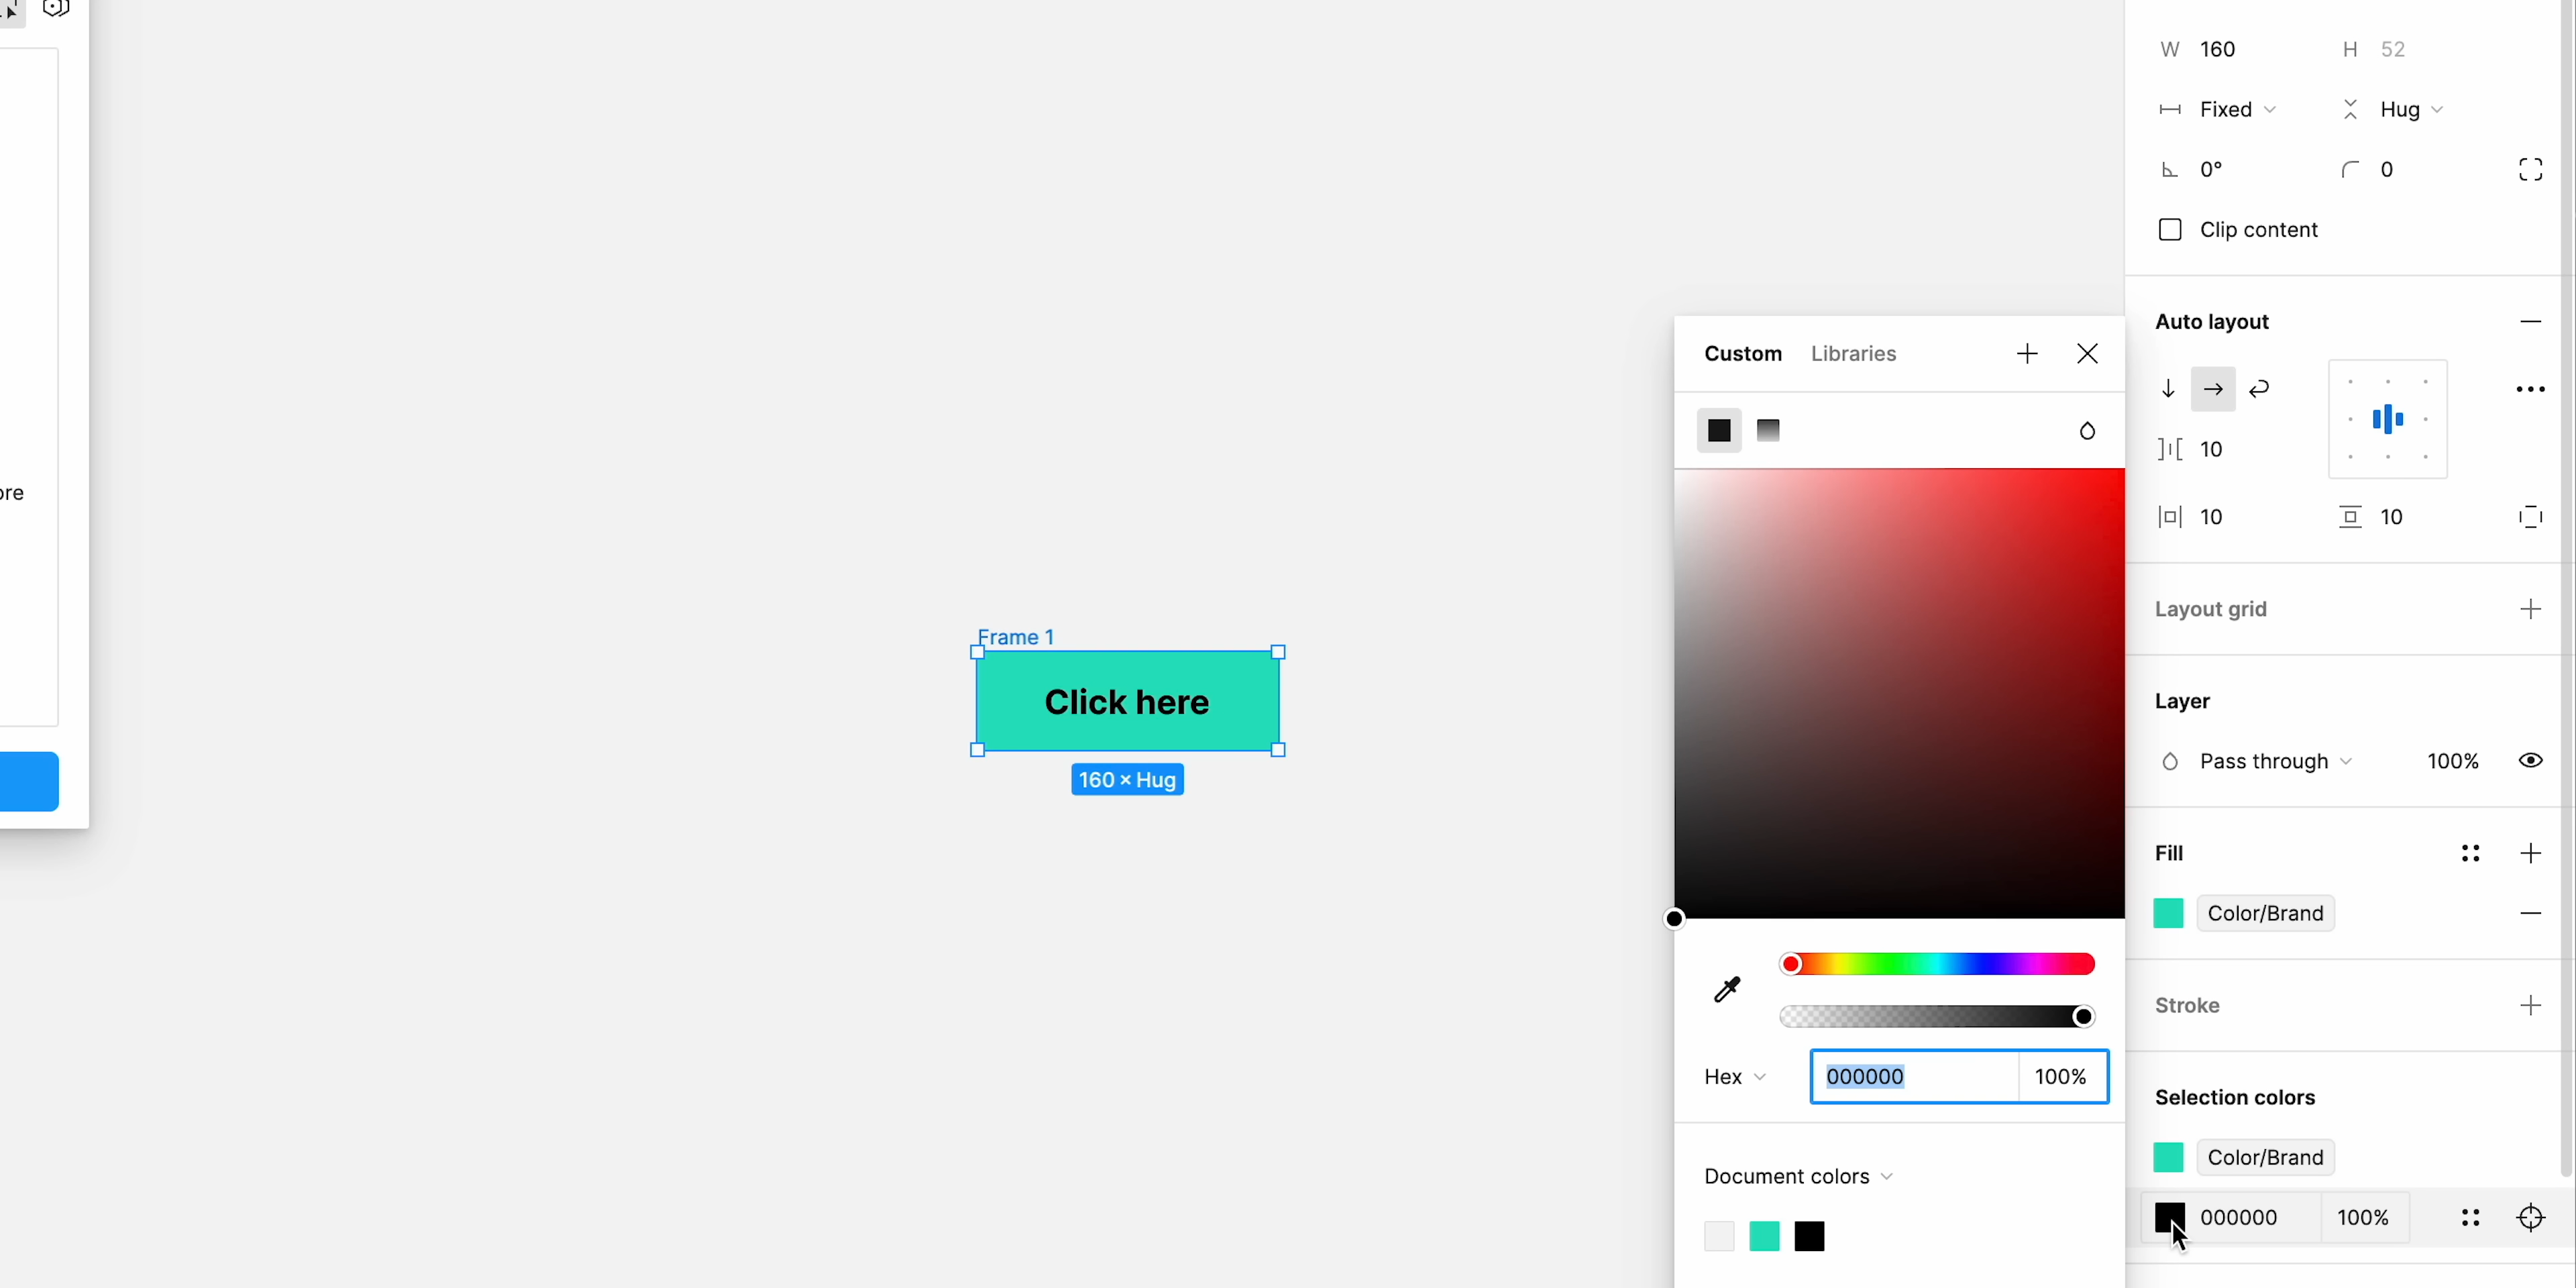 ore
Frame 1
Click here
160 × Hug
Custom Libraries
Hex 000000 100%
Document colors
W 160 H 52
Fixed Hug
0° 0
Clip content
Auto layout
10
10 10
Layout grid
Layer
Pass through 100%
Fill
Color/Brand
Stroke
Selection colors
Color/Brand
000000 100%